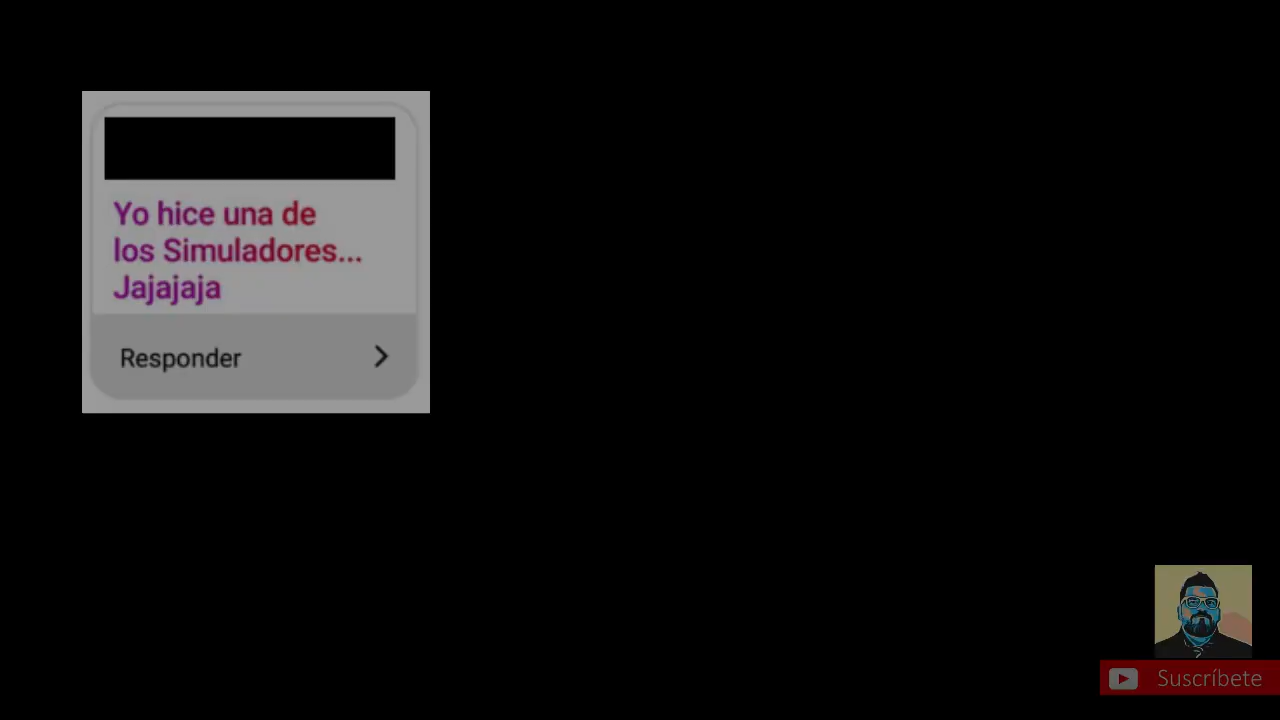 Yo hice una de
los Simuladores...
Jajajaja
Responder
Suscríbete